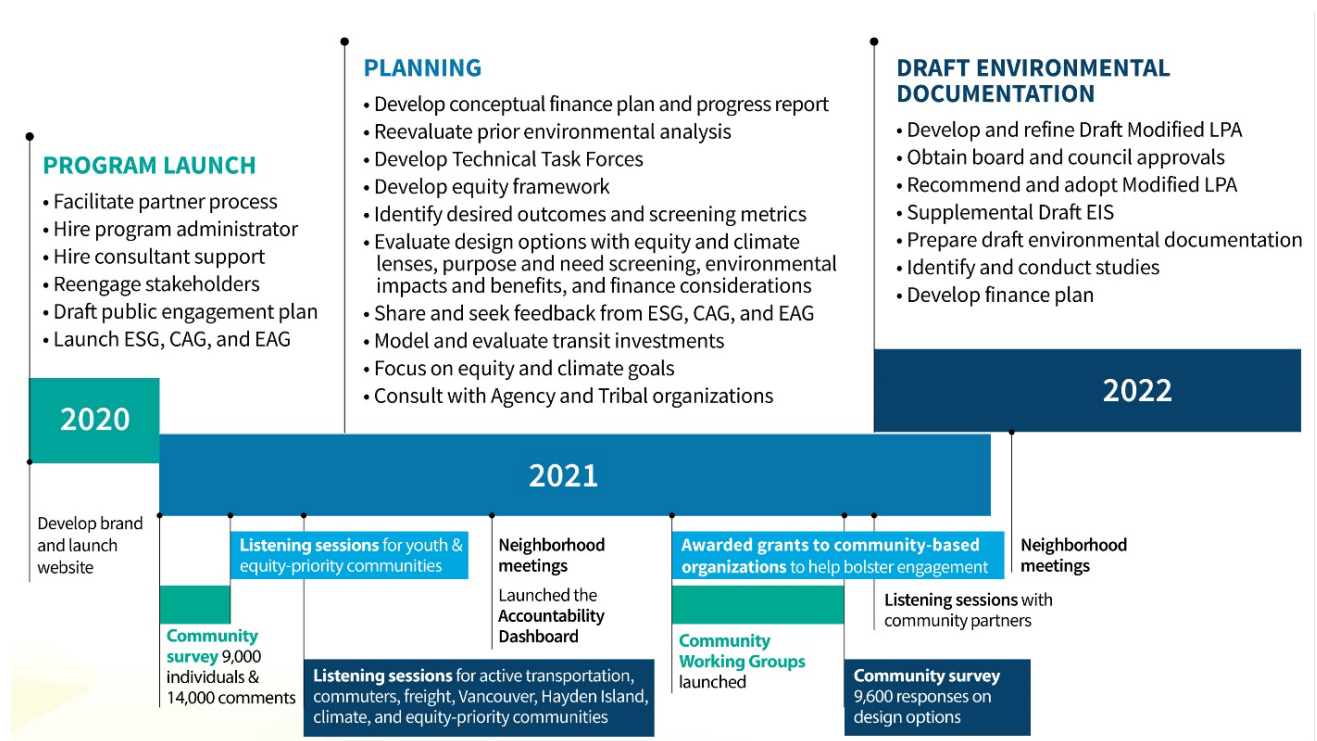 PROGRAM LAUNCH
• Facilitate partner process
• Hire program administrator
• Hire consultant support
• Reengage stakeholders
• Draft public engagement plan
• Launch ESG, CAG, and EAG
PLANNING
• Develop conceptual finance plan and progress report
• Reevaluate prior environmental analysis
• Develop Technical Task Forces
• Develop equity framework
• Identify desired outcomes and screening metrics
• Evaluate design options with equity and climate
lenses, purpose and need screening, environmental
impacts and benefits, and finance considerations
• Share and seek feedback from ESG, CAG, and EAG
• Model and evaluate transit investments
• Focus on equity and climate goals
• Consult with Agency and Tribal organizations
DRAFT ENVIRONMENTAL
DOCUMENTATION
• Develop and refine Draft Modified LPA
• Obtain board and council approvals
• Recommend and adopt Modified LPA
• Supplemental Draft EIS
• Prepare draft environmental documentation
• Identify and conduct studies
• Develop finance plan
2020
2021
2022
Develop brand
and launch
website
Community
survey 9,000
individuals &
14,000 comments
Listening sessions for youth &
equity-priority communities
Listening sessions for active transportation,
commuters, freight, Vancouver, Hayden Island,
climate, and equity-priority communities
Neighborhood
meetings
Launched the
Accountability
Dashboard
Awarded grants to community-based
organizations to help bolster engagement
Community
Working Groups
launched
Community survey
9,600 responses on
design options
Listening sessions with
community partners
Neighborhood
meetings